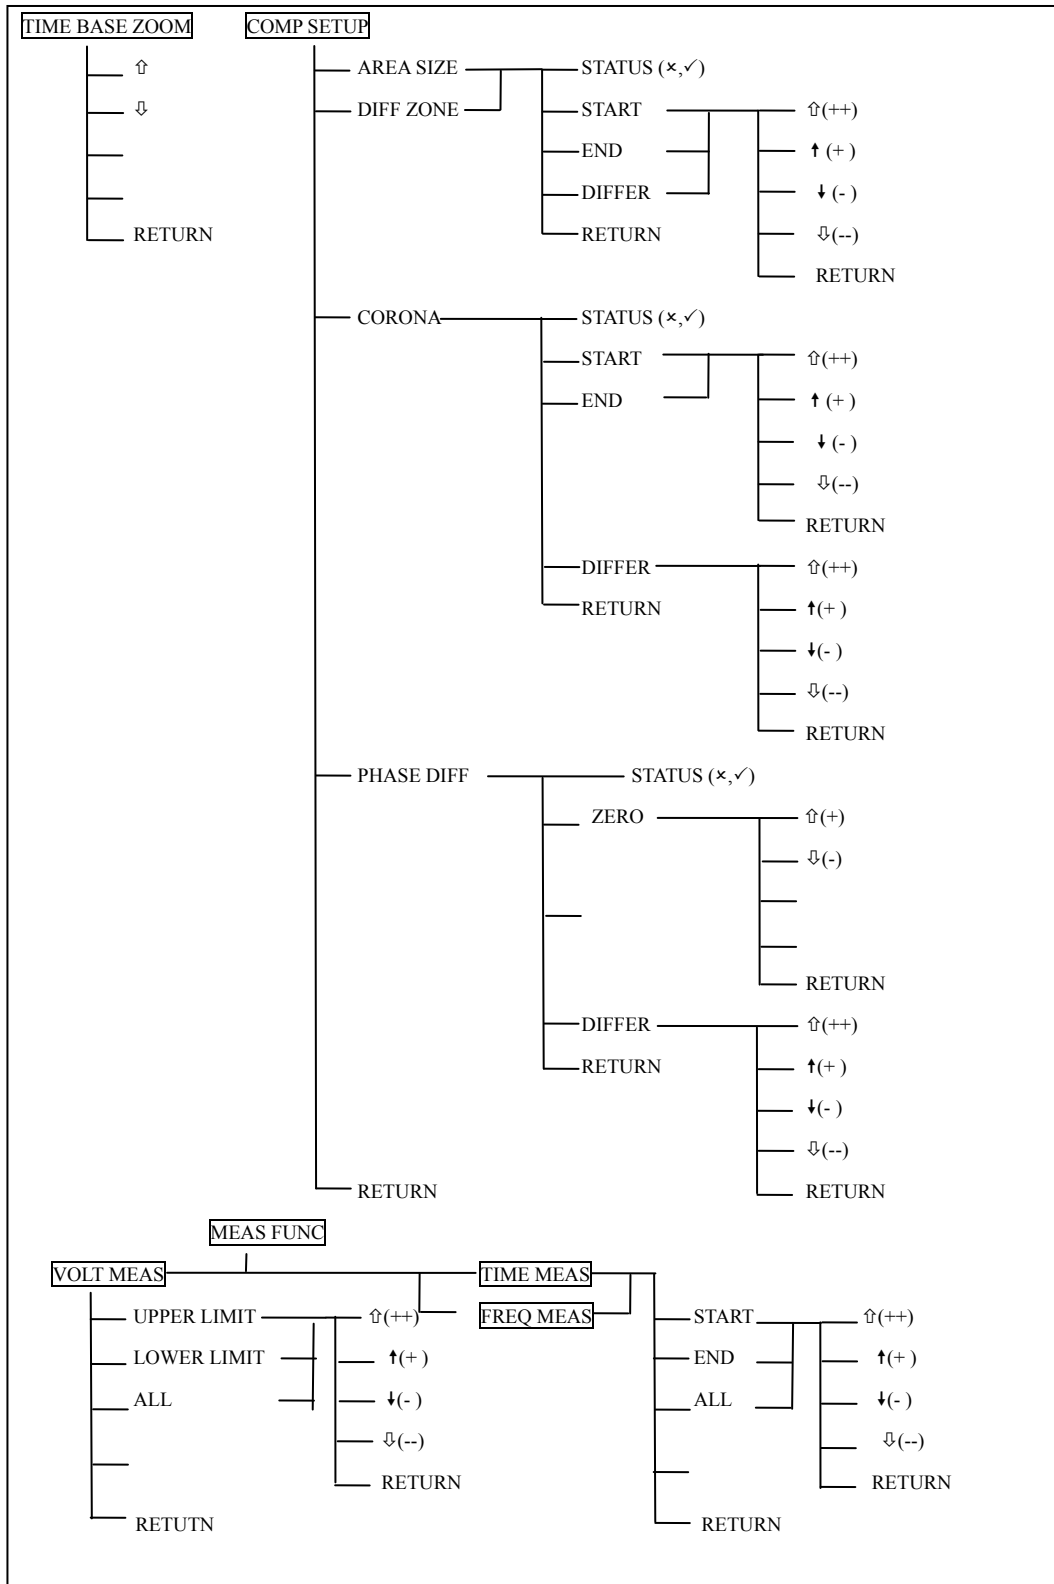 TIME BASE ZOOM COMP SETUP
⇧ AREA SIZE STATUS (×,✓)
⇩ DIFF ZONE START ⇧(++)
END ↑ (+ )
DIFFER ↓ (- )
RETURN RETURN ⇩(--)
RETURN
CORONA STATUS (×,✓)
START ⇧(++)
END ↑ (+ )
↓ (- )
⇩(--)
RETURN
DIFFER ⇧(++)
RETURN ↑(+ )
↓(- )
⇩(--)
RETURN
PHASE DIFF STATUS (×,✓)
ZERO ⇧(+)
⇩(-)
RETURN
DIFFER ⇧(++)
RETURN ↑(+ )
↓(- )
⇩(--)
RETURN RETURN
MEAS FUNC
VOLT MEAS TIME MEAS
UPPER LIMIT ⇧(++) FREQ MEAS START ⇧(++)
LOWER LIMIT ↑(+ ) END ↑(+ )
ALL ↓(- ) ALL ↓(- )
⇩(--) ⇩(--)
RETURN RETURN
RETUTN RETURN